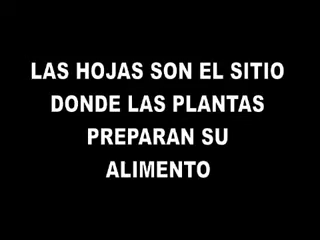 LAS HOJAS SON EL SITIO
DONDE LAS PLANTAS
PREPARAN SU
ALIMENTO